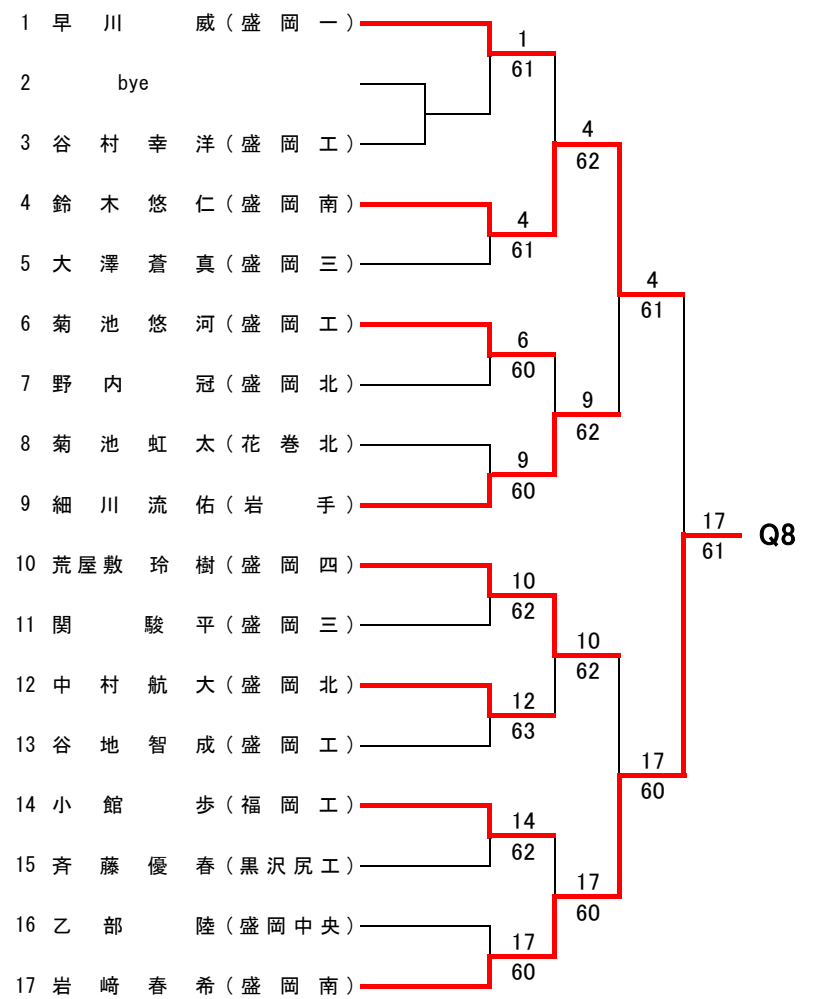 1 早川 威(盛岡一)
1
61
2 bye
3 谷村幸洋(盛岡工)
4
62
4 鈴木悠仁(盛岡南)
4
61
5 大澤蒼真(盛岡三)
4
61
6 菊池悠河(盛岡工)
6
60
7 野内 冠(盛岡北)
9
62
8 菊池虹太(花巻北)
9
60
9 細川流佑(岩手)
17
61
Q8
10 荒屋敷玲樹(盛岡四)
10
62
11 関 駿平(盛岡三)
10
62
12 中村航大(盛岡北)
12
63
13 谷地智成(盛岡工)
17
60
14 小館 歩(福岡工)
14
62
15 斉藤優春(黒沢尻工)
17
60
16 乙部 陸(盛岡中央)
17
60
17 岩﨑春希(盛岡南)